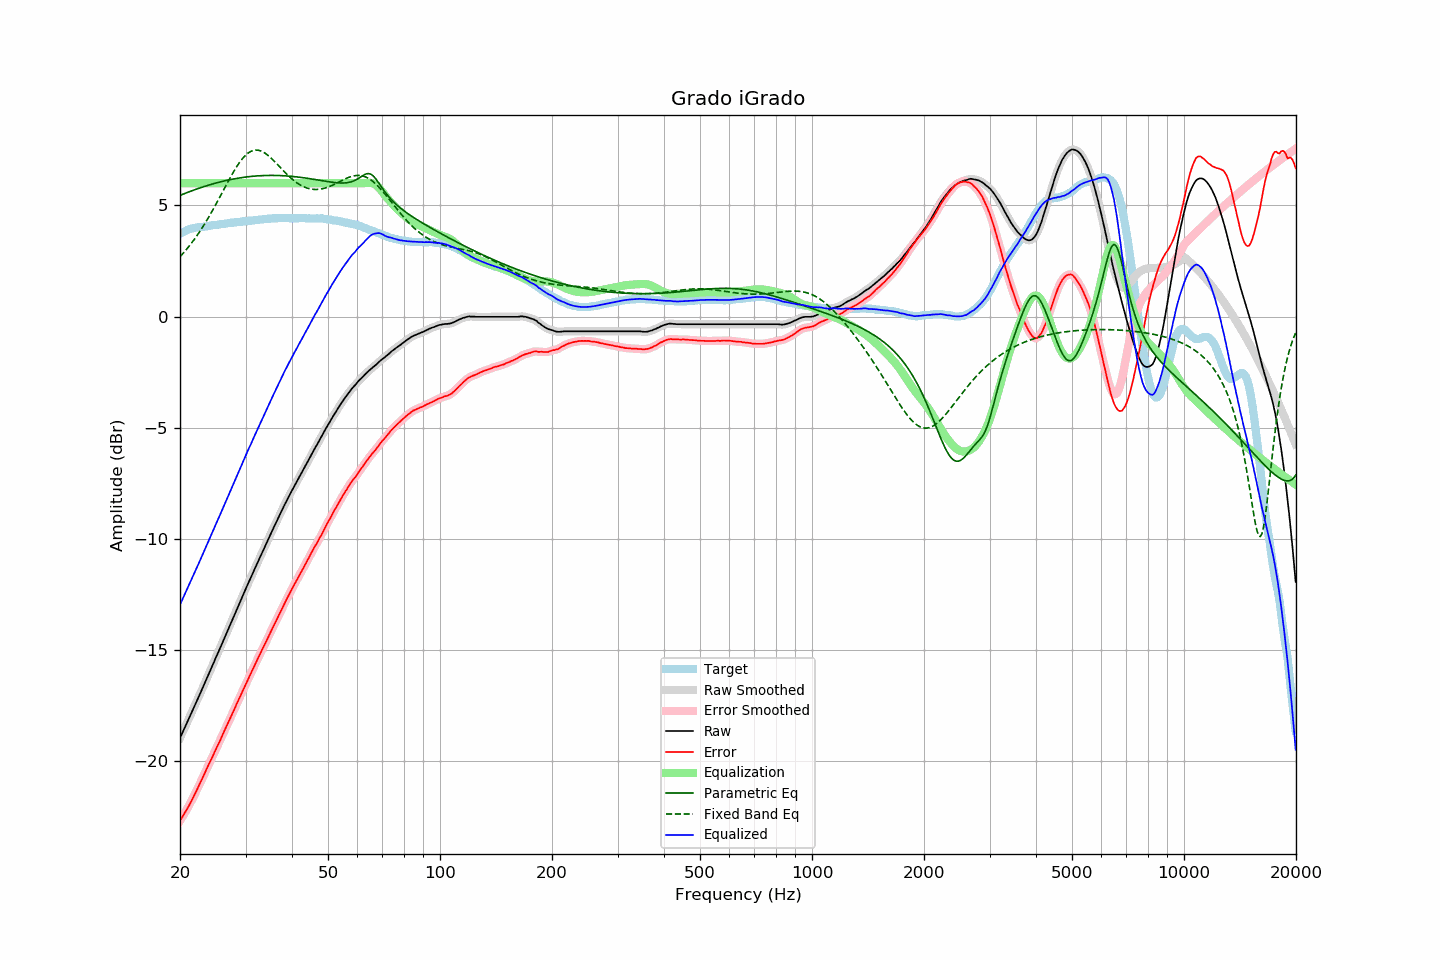 Grado iGrado
Amplitude (dBr)
5
0
−5
−10
−15
−20
Target
Raw Smoothed
Error Smoothed
Raw
Error
Equalization
Parametric Eq
Fixed Band Eq
Equalized
20 50 100 200 500 1000 2000 5000 10000 20000
Frequency (Hz)